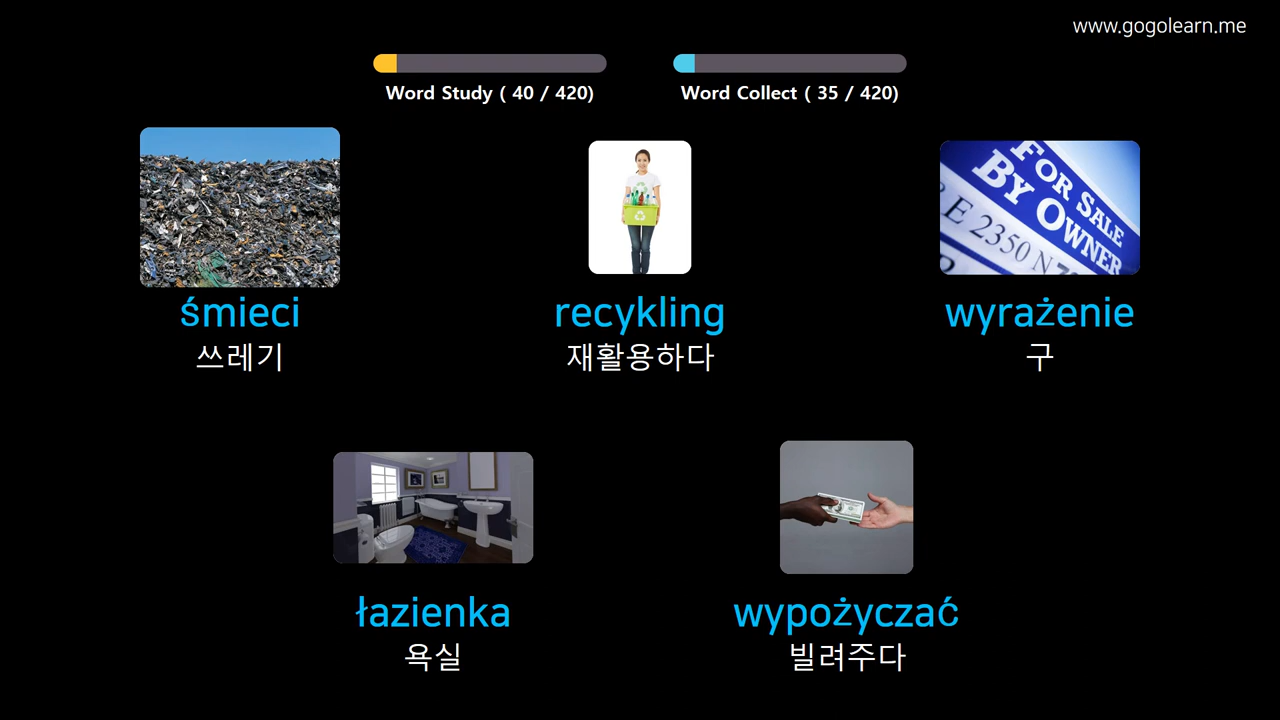 www.gogolearn.me
Word Study ( 40 / 420)
Word Collect ( 35 / 420)
FOR SALE
BY OWNER
E 2350 N
śmieci
recykling
wyrażenie
쓰레기
재활용하다
구
łazienka
wypożyczać
욕실
빌려주다